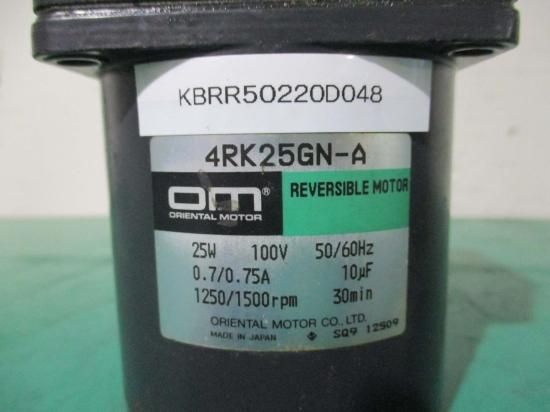 KBRR50220D048
4RK25GN-A
OM® REVERSIBLE MOTOR
ORIENTAL MOTOR
25W 100V 50/60Hz
0.7/0.75A 10μF
1250/1500rpm 30min
ORIENTAL MOTOR CO., LTD.
MADE IN JAPAN SQ9 12509